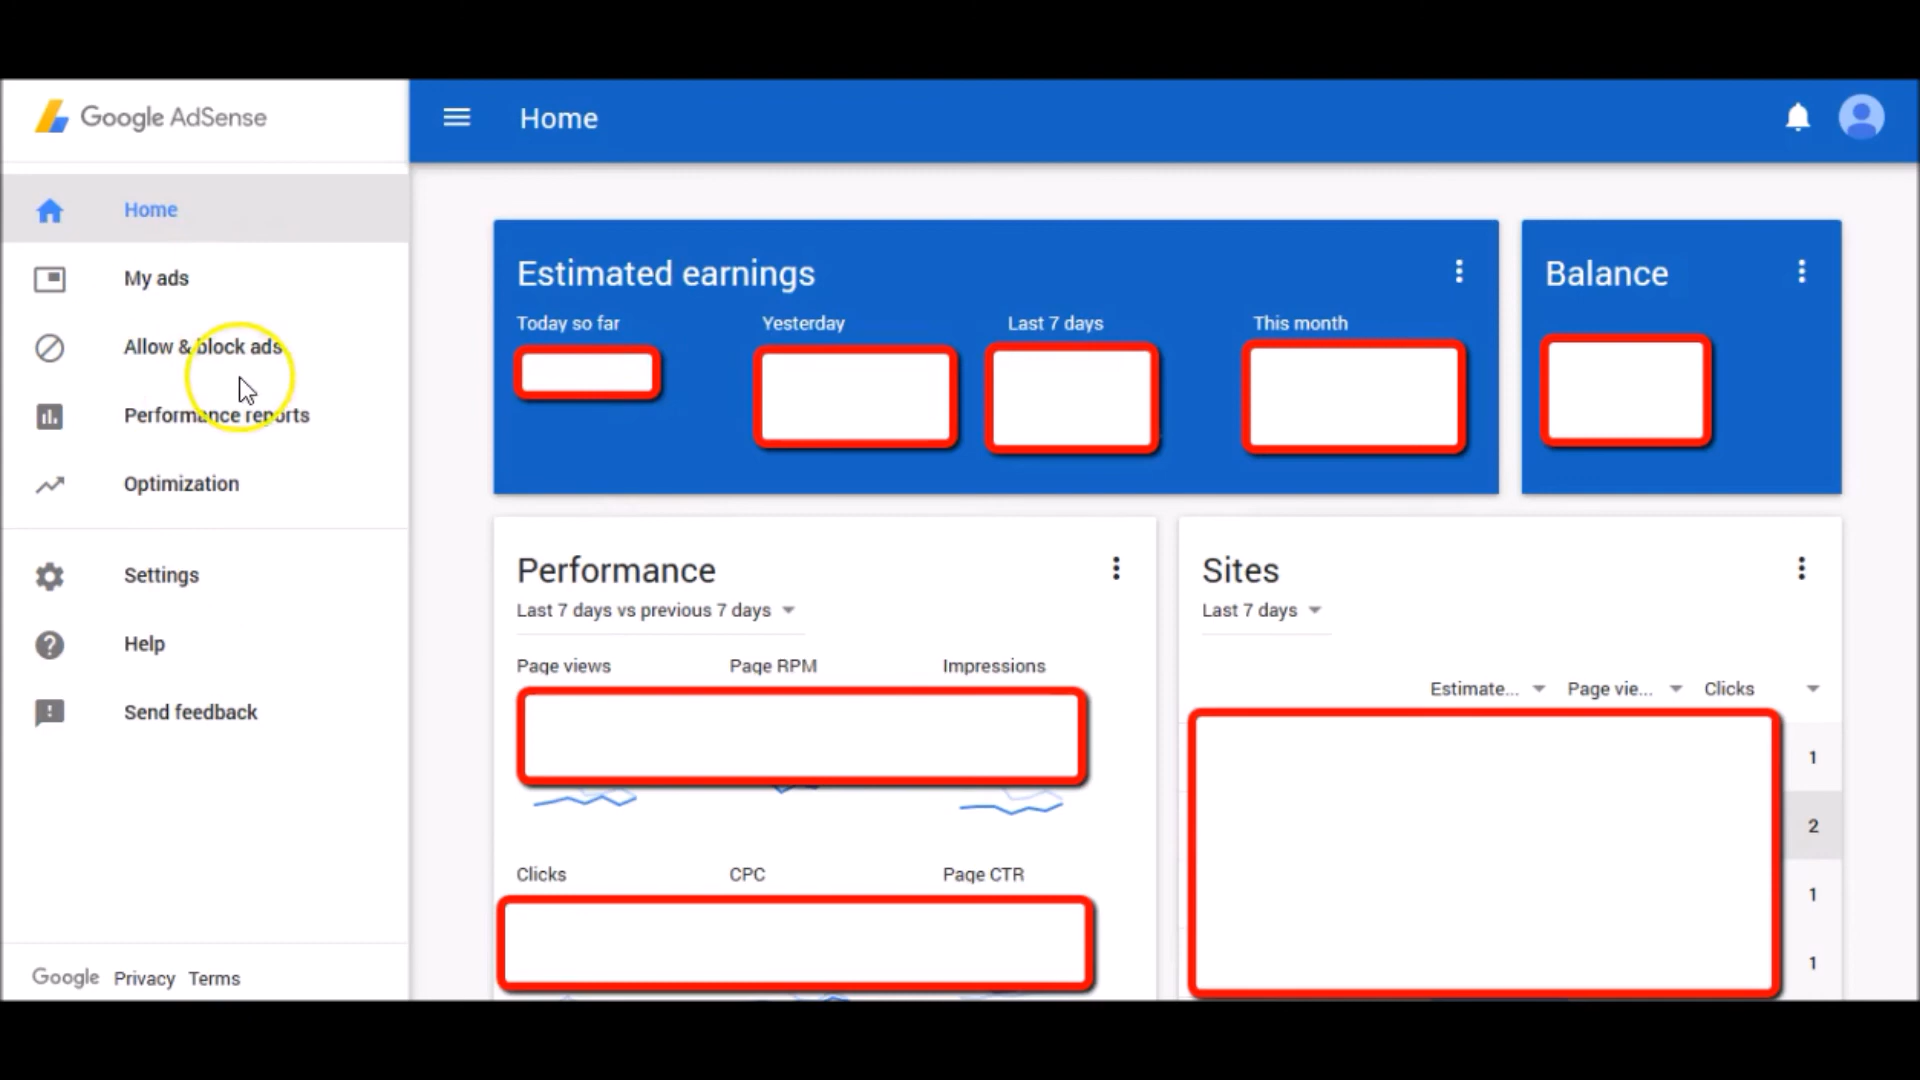 Google AdSense
Home
Home
My ads
Allow & block ads
Performance reports
Optimization
Settings
Help
Send feedback
Google Privacy Terms
Estimated earnings
Today so far Yesterday Last 7 days This month
Balance
Performance
Last 7 days vs previous 7 days
Page views Page RPM Impressions
Clicks CPC Page CTR
Sites
Last 7 days
Estimate... Page vie... Clicks
1
2
1
1